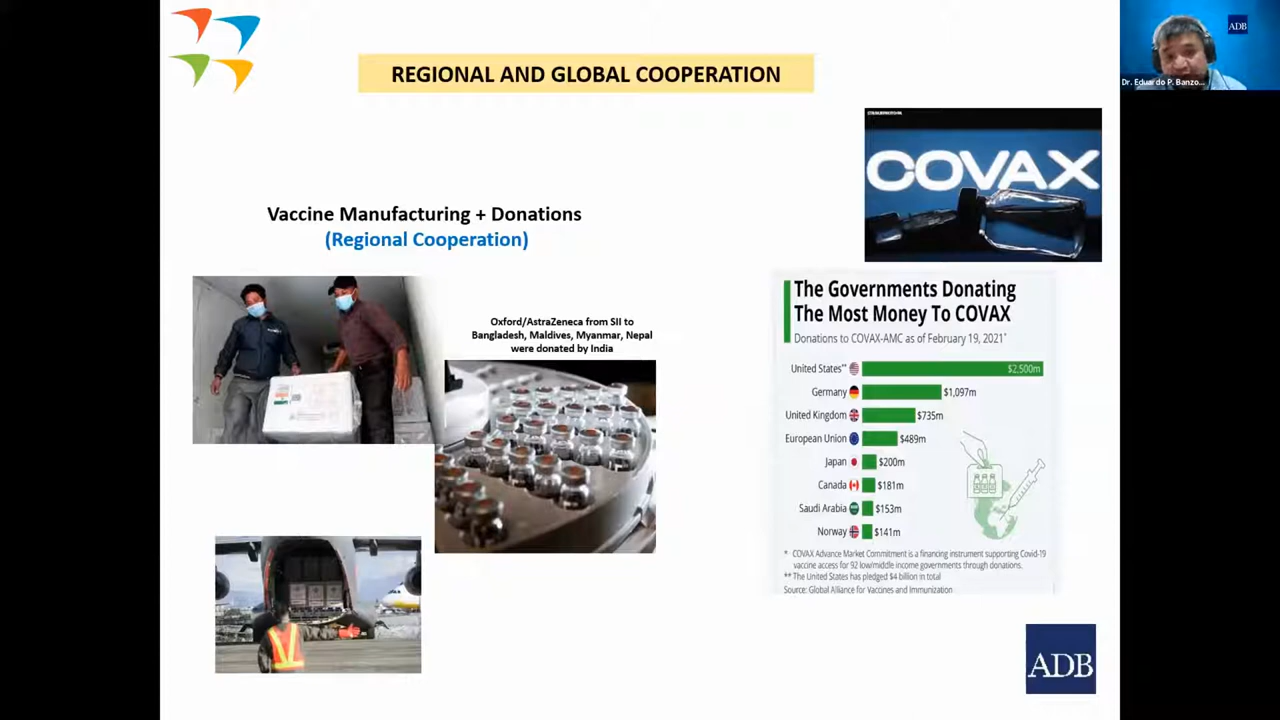 REGIONAL AND GLOBAL COOPERATION
ADB
Dr. Eduardo P. Banzo...
COVAX
Vaccine Manufacturing + Donations
(Regional Cooperation)
Oxford/AstraZeneca from SII to
Bangladesh, Maldives, Myanmar, Nepal
were donated by India
The Governments Donating
The Most Money To COVAX
Donations to COVAX-AMC as of February 19, 2021*
United States** $2,500m
Germany $1,097m
United Kingdom $735m
European Union $489m
Japan $200m
Canada $181m
Saudi Arabia $153m
Norway $141m
* COVAX Advance Market Commitment is a financing instrument supporting Covid-19
vaccine access for 92 low/middle income governments through donations.
** The United States has pledged $4 billion in total
Source: Global Alliance for Vaccines and Immunization
ADB